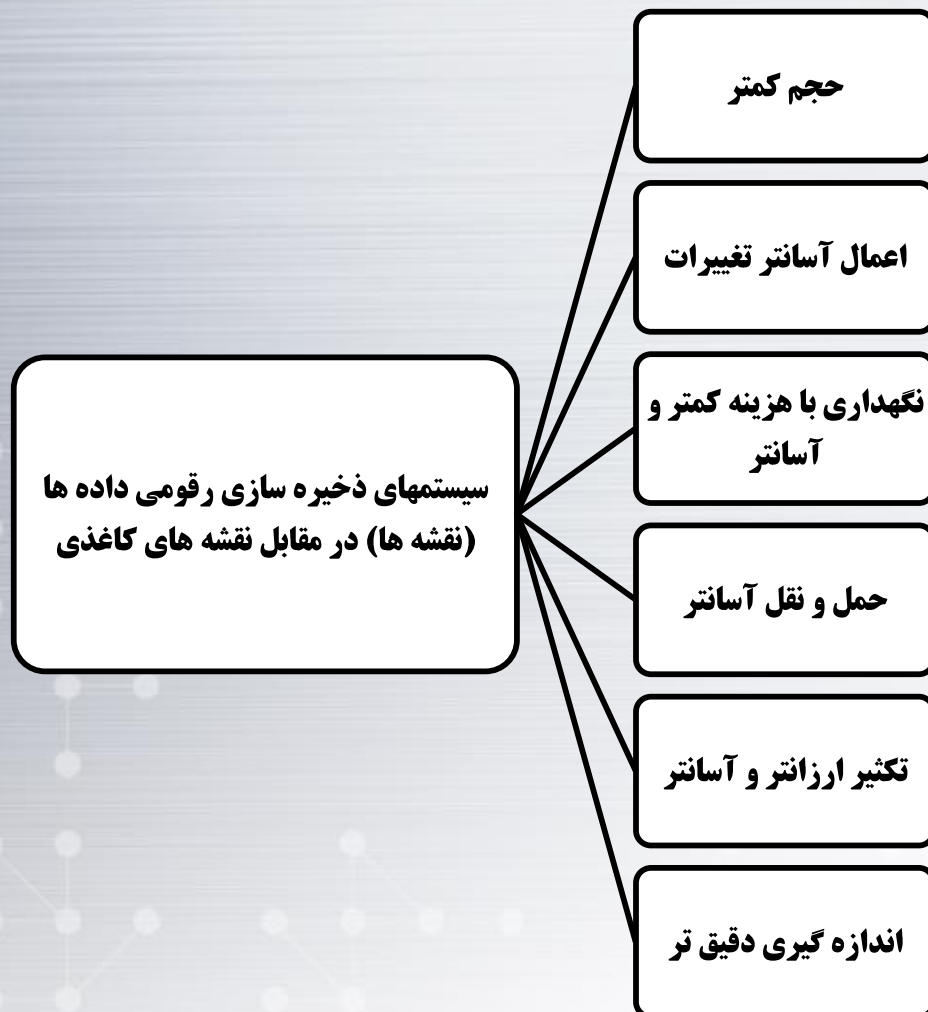 سیستمهای ذخیره سازی رقومی داده ها
(نقشه ها) در مقابل نقشه های کاغذی
حجم کمتر
اعمال آسانتر تغییرات
نگهداری با هزینه کمتر و
آسانتر
حمل و نقل آسانتر
تکثیر ارزانتر و آسانتر
اندازه گیری دقیق تر